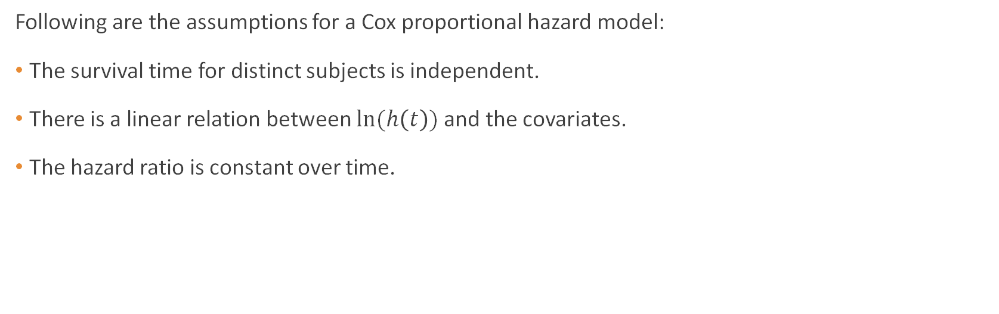 Following are the assumptions for a Cox proportional hazard model:
• The survival time for distinct subjects is independent.
• There is a linear relation between ln(h(t)) and the covariates.
• The hazard ratio is constant over time.